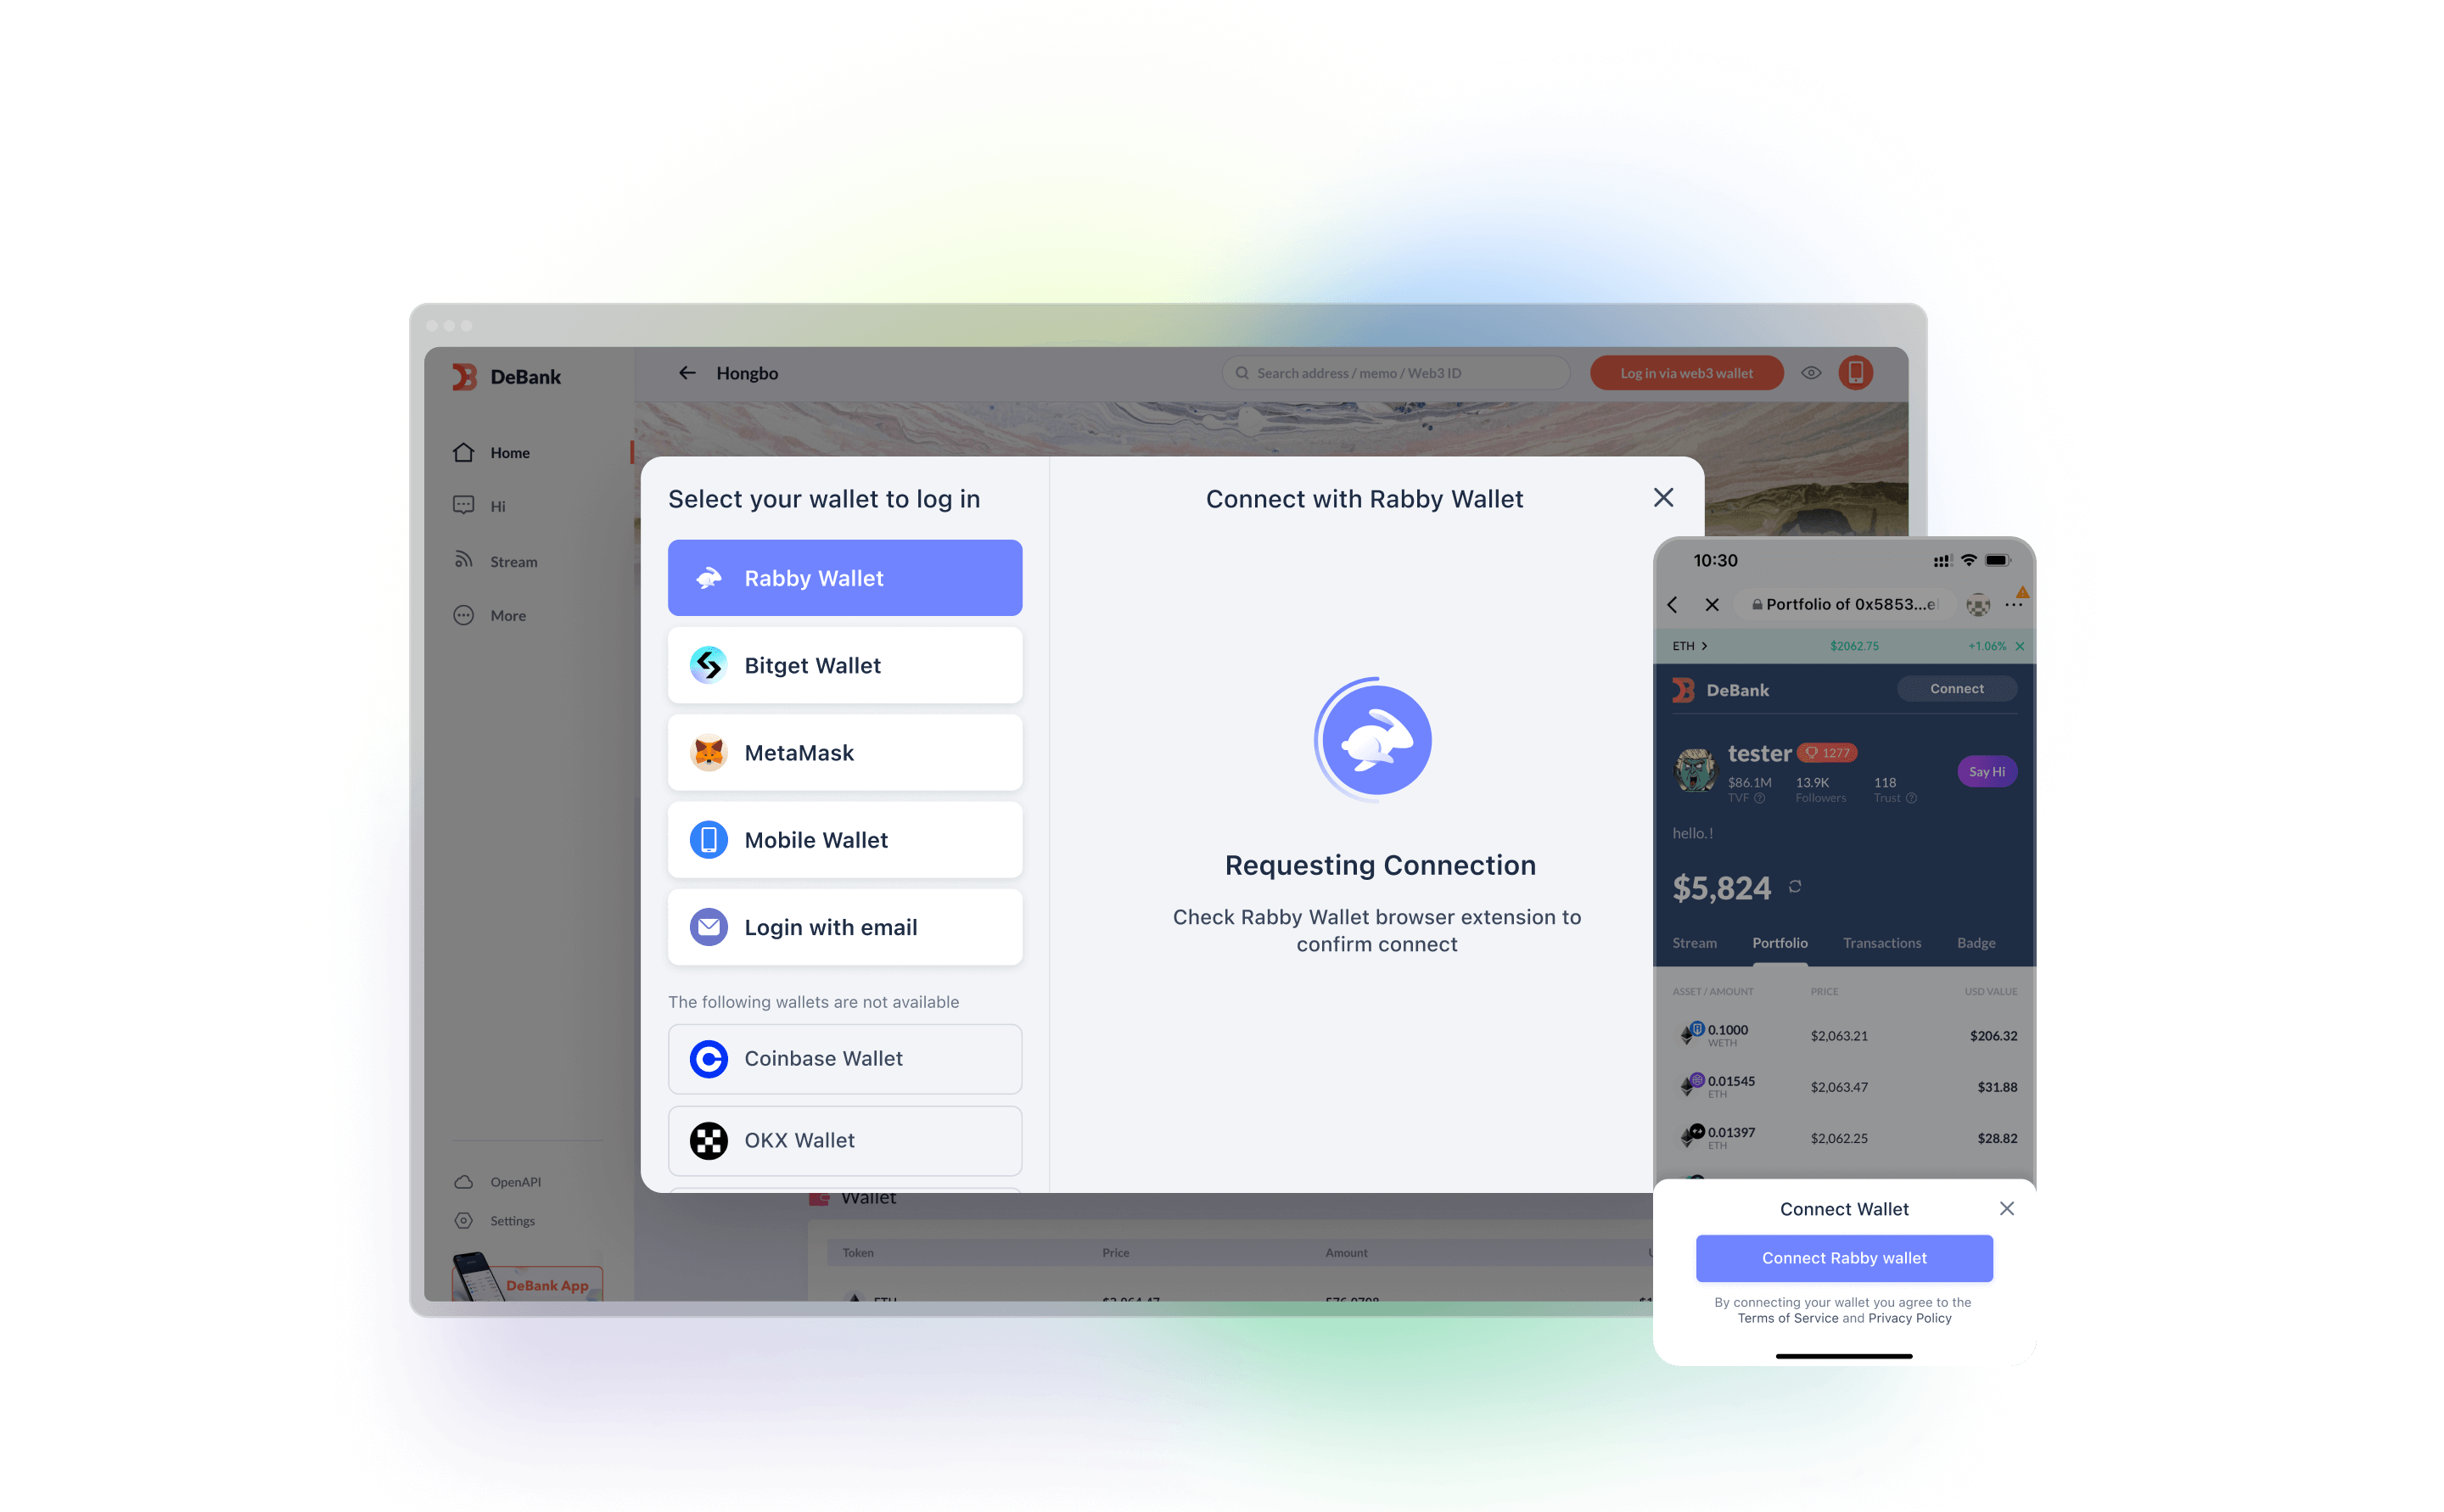 DeBank
Hongbo
Search address / memo / Web3 ID
Log in via web3 wallet
Home
Hi
Stream
More
OpenAPI
Settings
DeBank App
Select your wallet to log in
Rabby Wallet
Bitget Wallet
MetaMask
Mobile Wallet
Login with email
The following wallets are not available
Coinbase Wallet
OKX Wallet
Connect with Rabby Wallet
Requesting Connection
Check Rabby Wallet browser extension to
confirm connect
Wallet
Token Price Amount
10:30
Portfolio of 0x5853...
ETH $2062.75 +1.06%
DeBank Connect
tester 1277
Say Hi
$86.1M 13.9K 118
TVF Followers Trust
hello.!
$5,824
Stream Portfolio Transactions Badge
ASSET / AMOUNT PRICE USD VALUE
0.1000 $2,063.21 $206.32
WETH
0.01545 $2,063.47 $31.88
ETH
0.01397 $2,062.25 $28.82
ETH
Connect Wallet
Connect Rabby wallet
By connecting your wallet you agree to the
Terms of Service and Privacy Policy